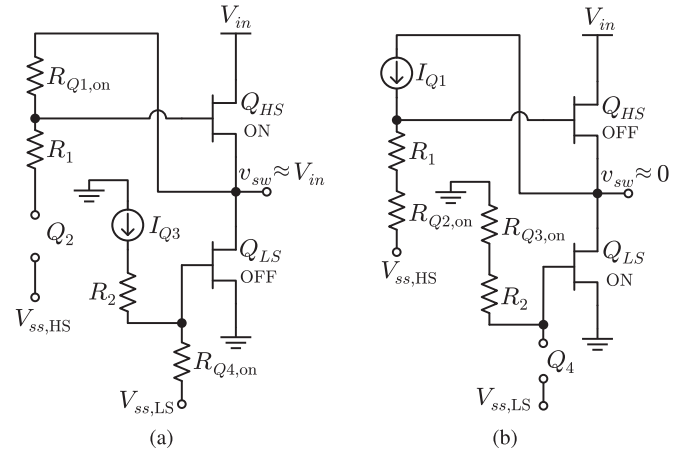 V_in
R_Q1,on
Q_HS
ON
R_1
v_sw ≈ V_in
Q_2
I_Q3
Q_LS
OFF
R_2
V_ss,HS
R_Q4,on
V_ss,LS
(a)
V_in
I_Q1
Q_HS
OFF
R_1
v_sw ≈ 0
R_Q2,on
R_Q3,on
Q_LS
ON
V_ss,HS
R_2
Q_4
V_ss,LS
(b)